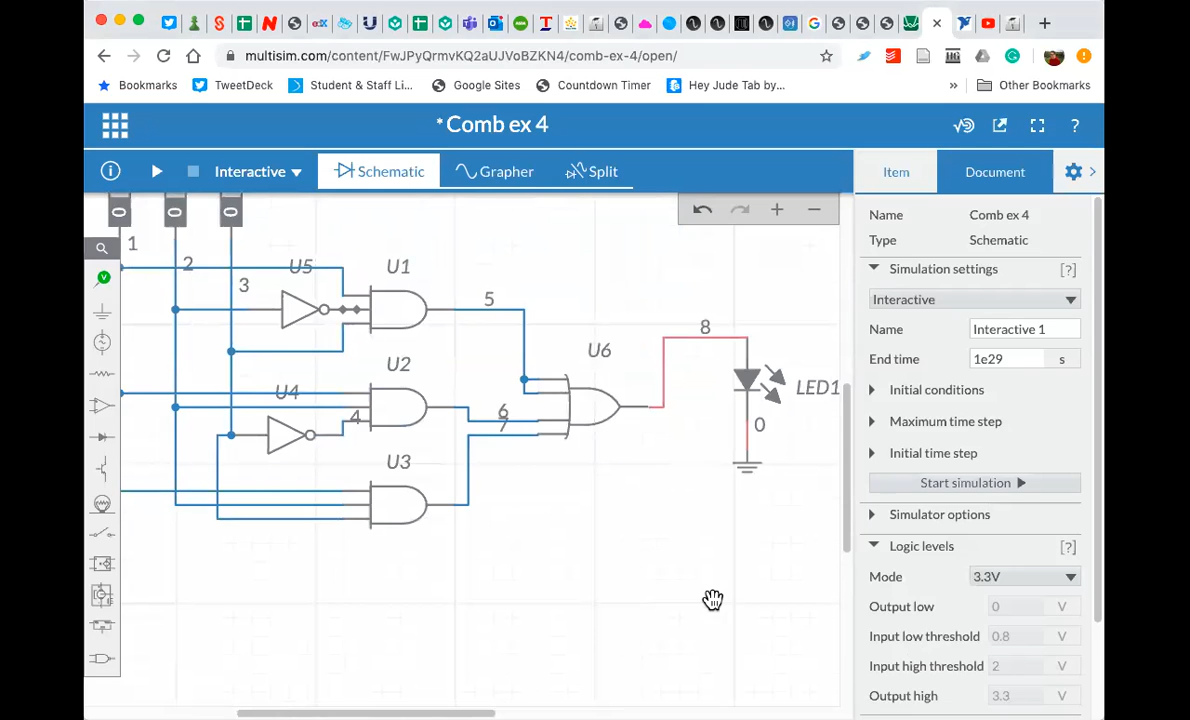 multisim.com/content/FwJPyQrmvKQ2aUJVoBZKN4/comb-ex-4/open/
Bookmarks TweetDeck Student & Staff Li... Google Sites Countdown Timer Hey Jude Tab by... » Other Bookmarks
* Comb ex 4
Interactive Schematic Grapher Split Item Document
0 0 0
Name Comb ex 4
Type Schematic
Simulation settings [?]
Interactive
Name Interactive 1
End time 1e29 s
Initial conditions
Maximum time step
Initial time step
Start simulation
Simulator options
Logic levels [?]
Mode 3.3V
Output low 0 V
Input low threshold 0.8 V
Input high threshold 2 V
Output high 3.3 V
1
2
3
U5
U1
5
U2
U4
4
6
7
U3
U6
8
LED1
0